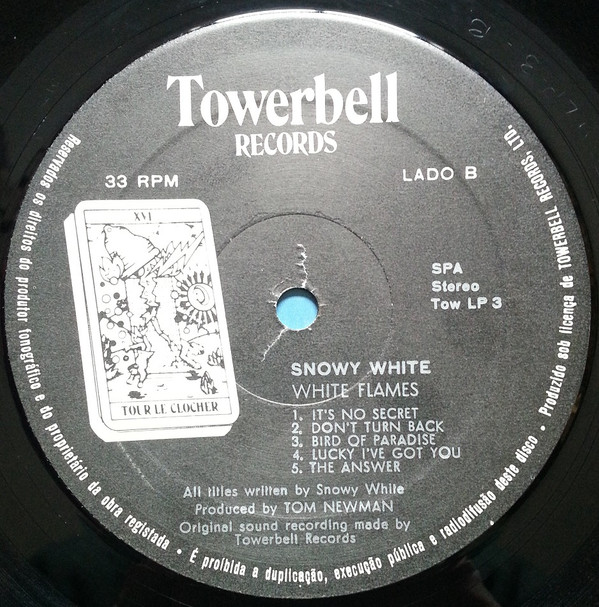 Towerbell
RECORDS
33 RPM
LADO B
XVI
TOUR LE CLOCHER
SPA
Stereo
Tow LP 3
SNOWY WHITE
WHITE FLAMES
1. IT'S NO SECRET
2. DON'T TURN BACK
3. BIRD OF PARADISE
4. LUCKY I'VE GOT YOU
5. THE ANSWER
All titles written by Snowy White
Produced by TOM NEWMAN
Original sound recording made by
Towerbell Records
Reservados os direitos do produtor fonográfico e do proprietário da obra registada • É proibida a duplicação, execução pública e radiodifusão deste disco • Produzido sob licença de TOWERBELL RECORDS, LTD.